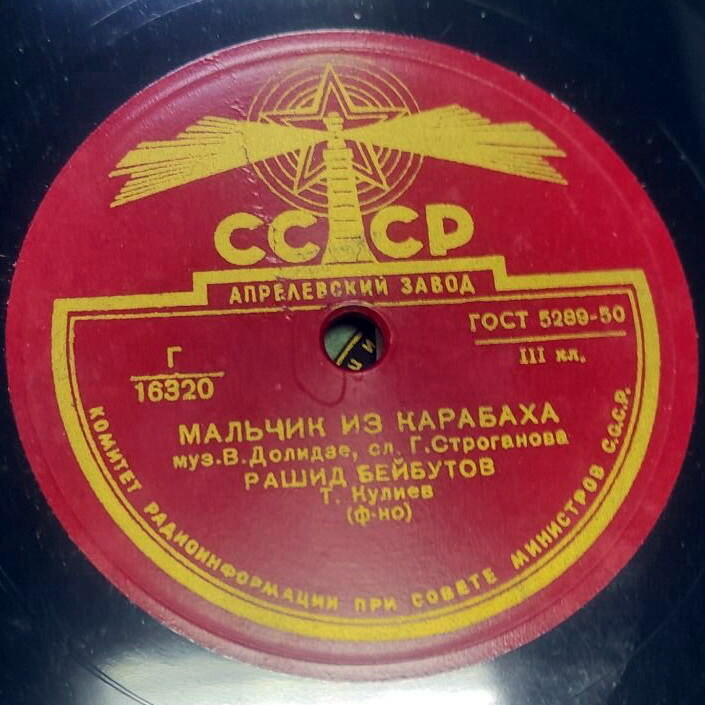 СССР
АПРЕЛЕВСКИЙ ЗАВОД
ГОСТ 5289-50
III кл.
Г
16320
МАЛЬЧИК ИЗ КАРАБАХА
муз. В. Долидзе, сл. Г. Строганова
РАШИД БЕЙБУТОВ
Т. Кулиев
(ф-но)
КОМИТЕТ РАДИОИНФОРМАЦИИ ПРИ СОВЕТЕ МИНИСТРОВ С.С.С.Р.